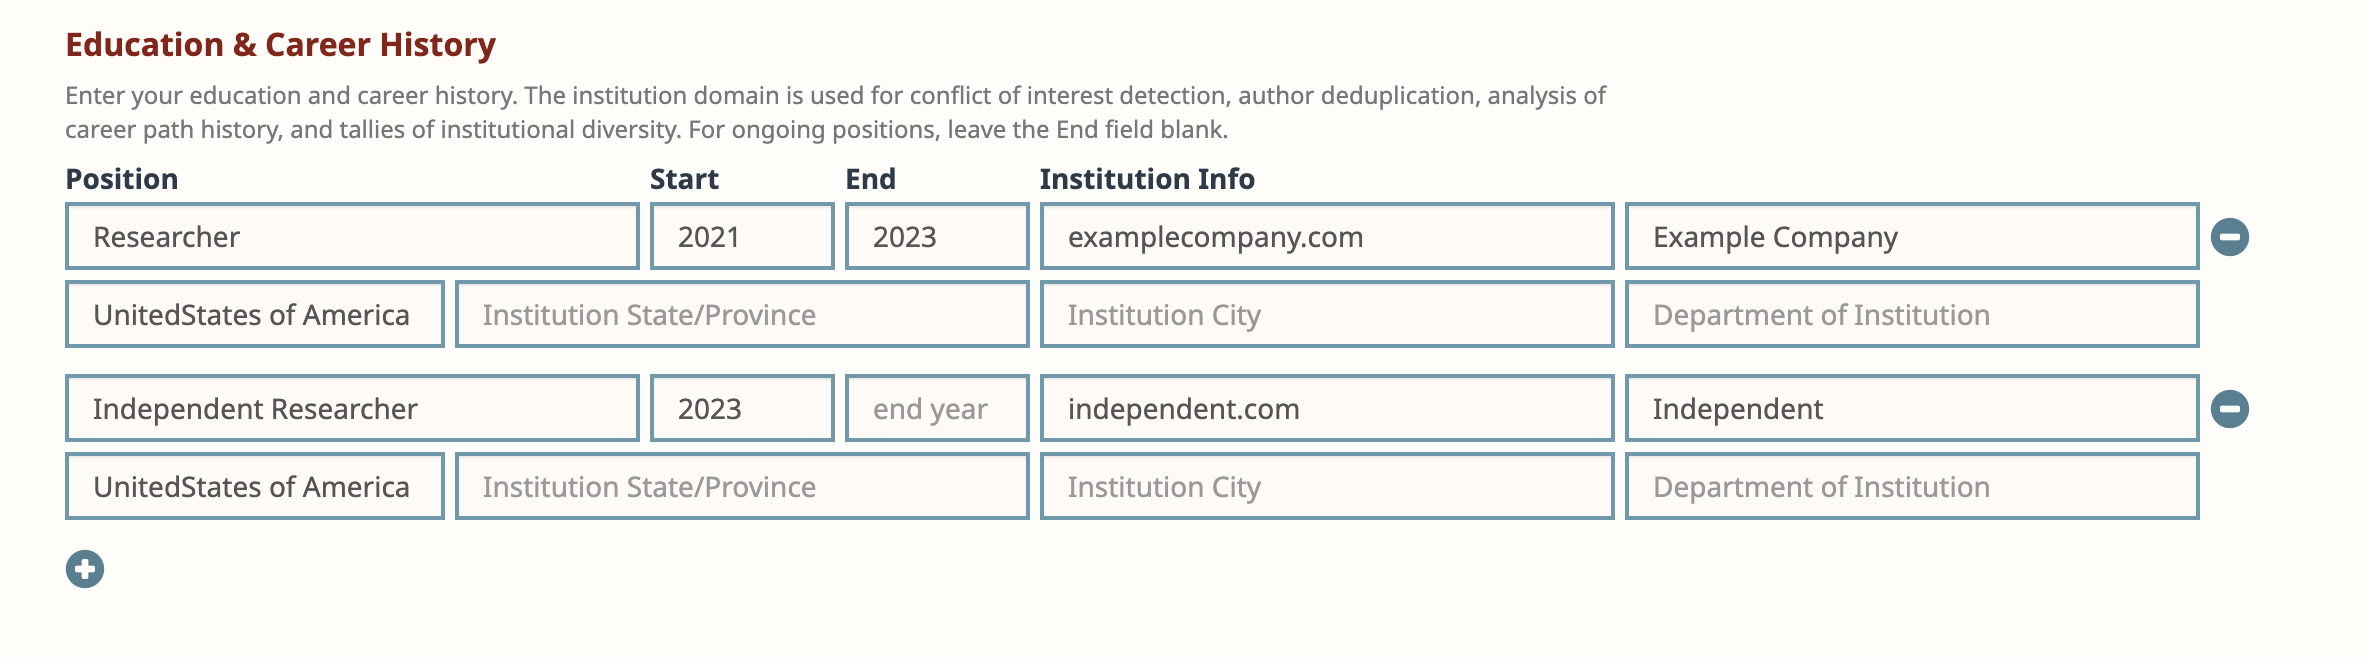 Education & Career History
Enter your education and career history. The institution domain is used for conflict of interest detection, author deduplication, analysis of
career path history, and tallies of institutional diversity. For ongoing positions, leave the End field blank.
Position Start End Institution Info
Researcher 2021 2023 examplecompany.com Example Company
UnitedStates of America Institution State/Province Institution City Department of Institution
Independent Researcher 2023 end year independent.com Independent
UnitedStates of America Institution State/Province Institution City Department of Institution